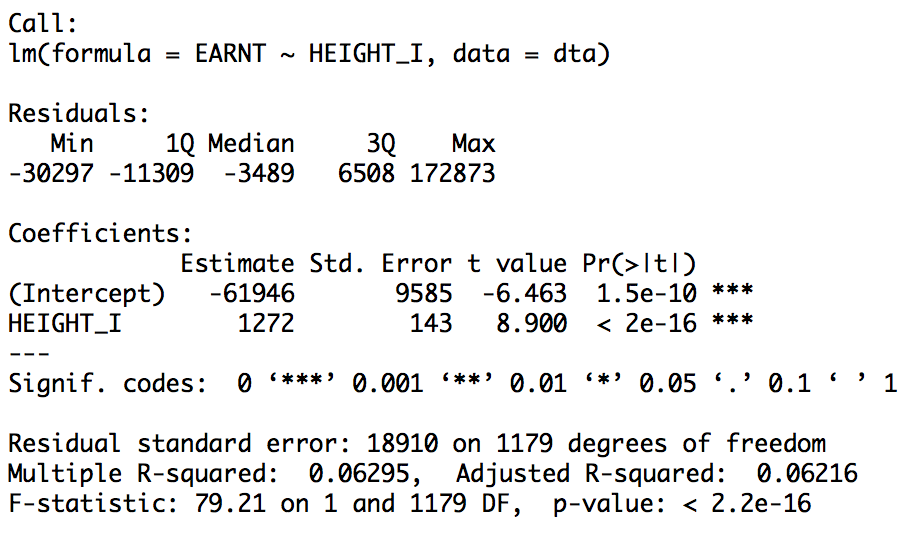 Call:
lm(formula = EARNT ~ HEIGHT_I, data = dta)
Residuals:
Min 1Q Median 3Q Max
-30297 -11309 -3489 6508 172873
Coefficients:
Estimate Std. Error t value Pr(>|t|)
(Intercept) -61946 9585 -6.463 1.5e-10 ***
HEIGHT_I 1272 143 8.900 < 2e-16 ***
---
Signif. codes: 0 ‘***’ 0.001 ‘**’ 0.01 ‘*’ 0.05 ‘.’ 0.1 ‘ ’ 1
Residual standard error: 18910 on 1179 degrees of freedom
Multiple R-squared: 0.06295, Adjusted R-squared: 0.06216
F-statistic: 79.21 on 1 and 1179 DF, p-value: < 2.2e-16